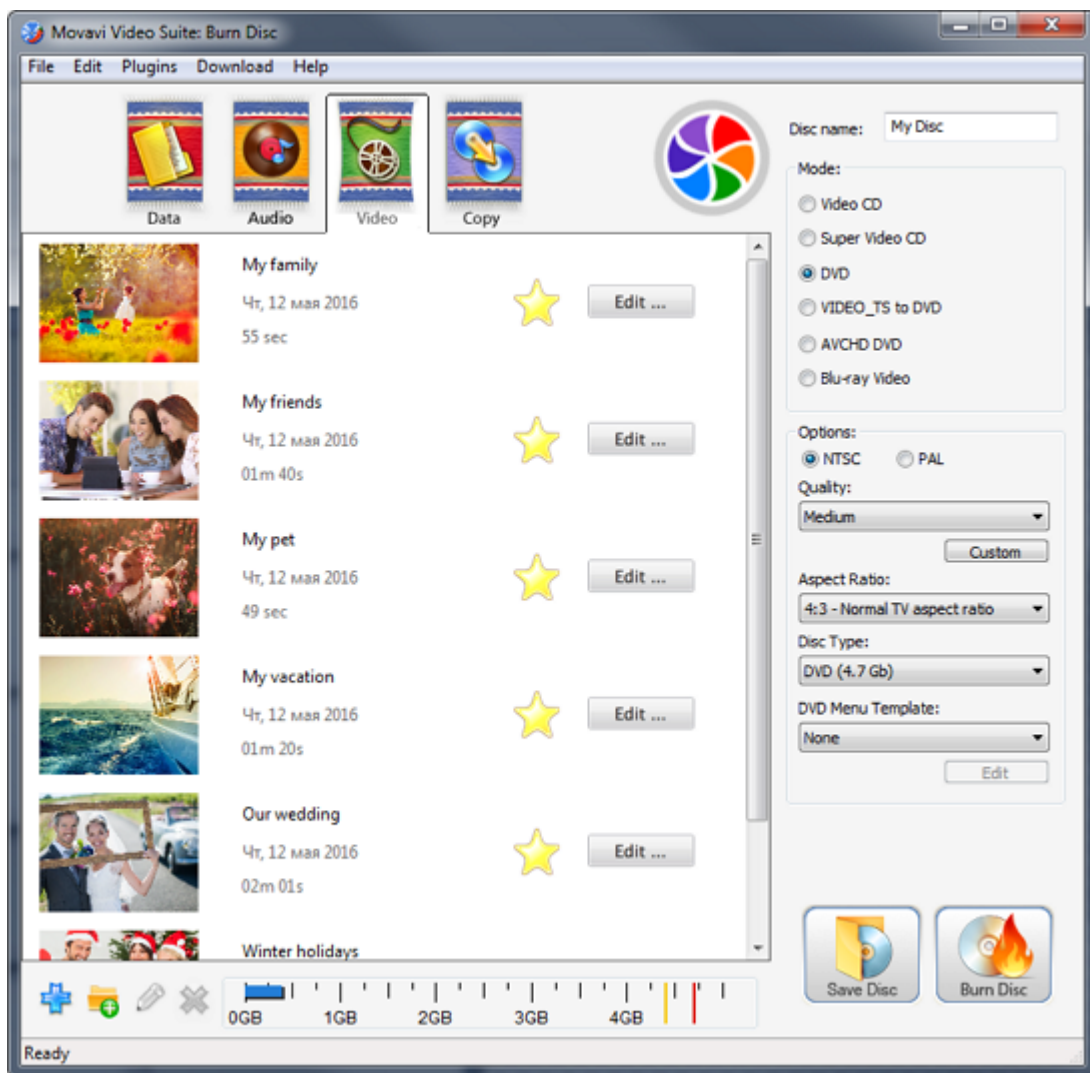 Movavi Video Suite: Burn Disc
File Edit Plugins Download Help
Data Audio Video Copy
Disc name: My Disc
Mode:
Video CD
Super Video CD
DVD
VIDEO_TS to DVD
AVCHD DVD
Blu-ray Video
Options:
NTSC PAL
Quality:
Medium
Custom
Aspect Ratio:
4:3 - Normal TV aspect ratio
Disc Type:
DVD (4.7 Gb)
DVD Menu Template:
None
Edit
My family
Чт, 12 мая 2016
55 sec
Edit ...
My friends
Чт, 12 мая 2016
01m 40s
Edit ...
My pet
Чт, 12 мая 2016
49 sec
Edit ...
My vacation
Чт, 12 мая 2016
01m 20s
Edit ...
Our wedding
Чт, 12 мая 2016
02m 01s
Edit ...
Winter holidays
Save Disc Burn Disc
0GB 1GB 2GB 3GB 4GB
Ready